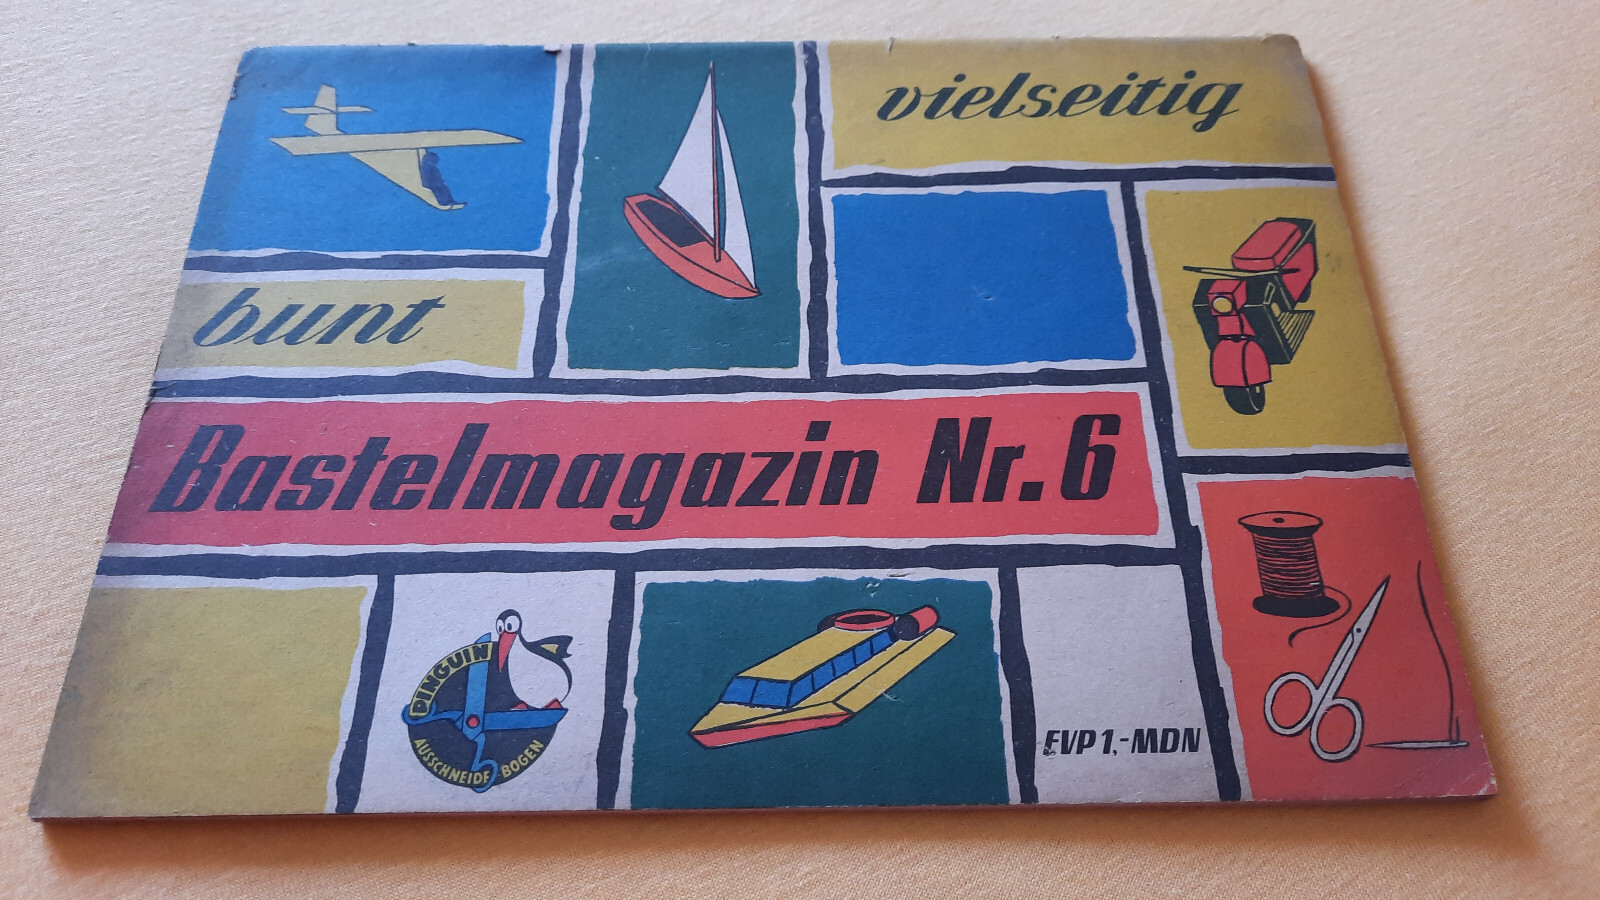 vielseitig
bunt
Bastelmagazin Nr. 6
PINGUIN
AUSSCHNEIDE-BOGEN
EVP 1,-MDN